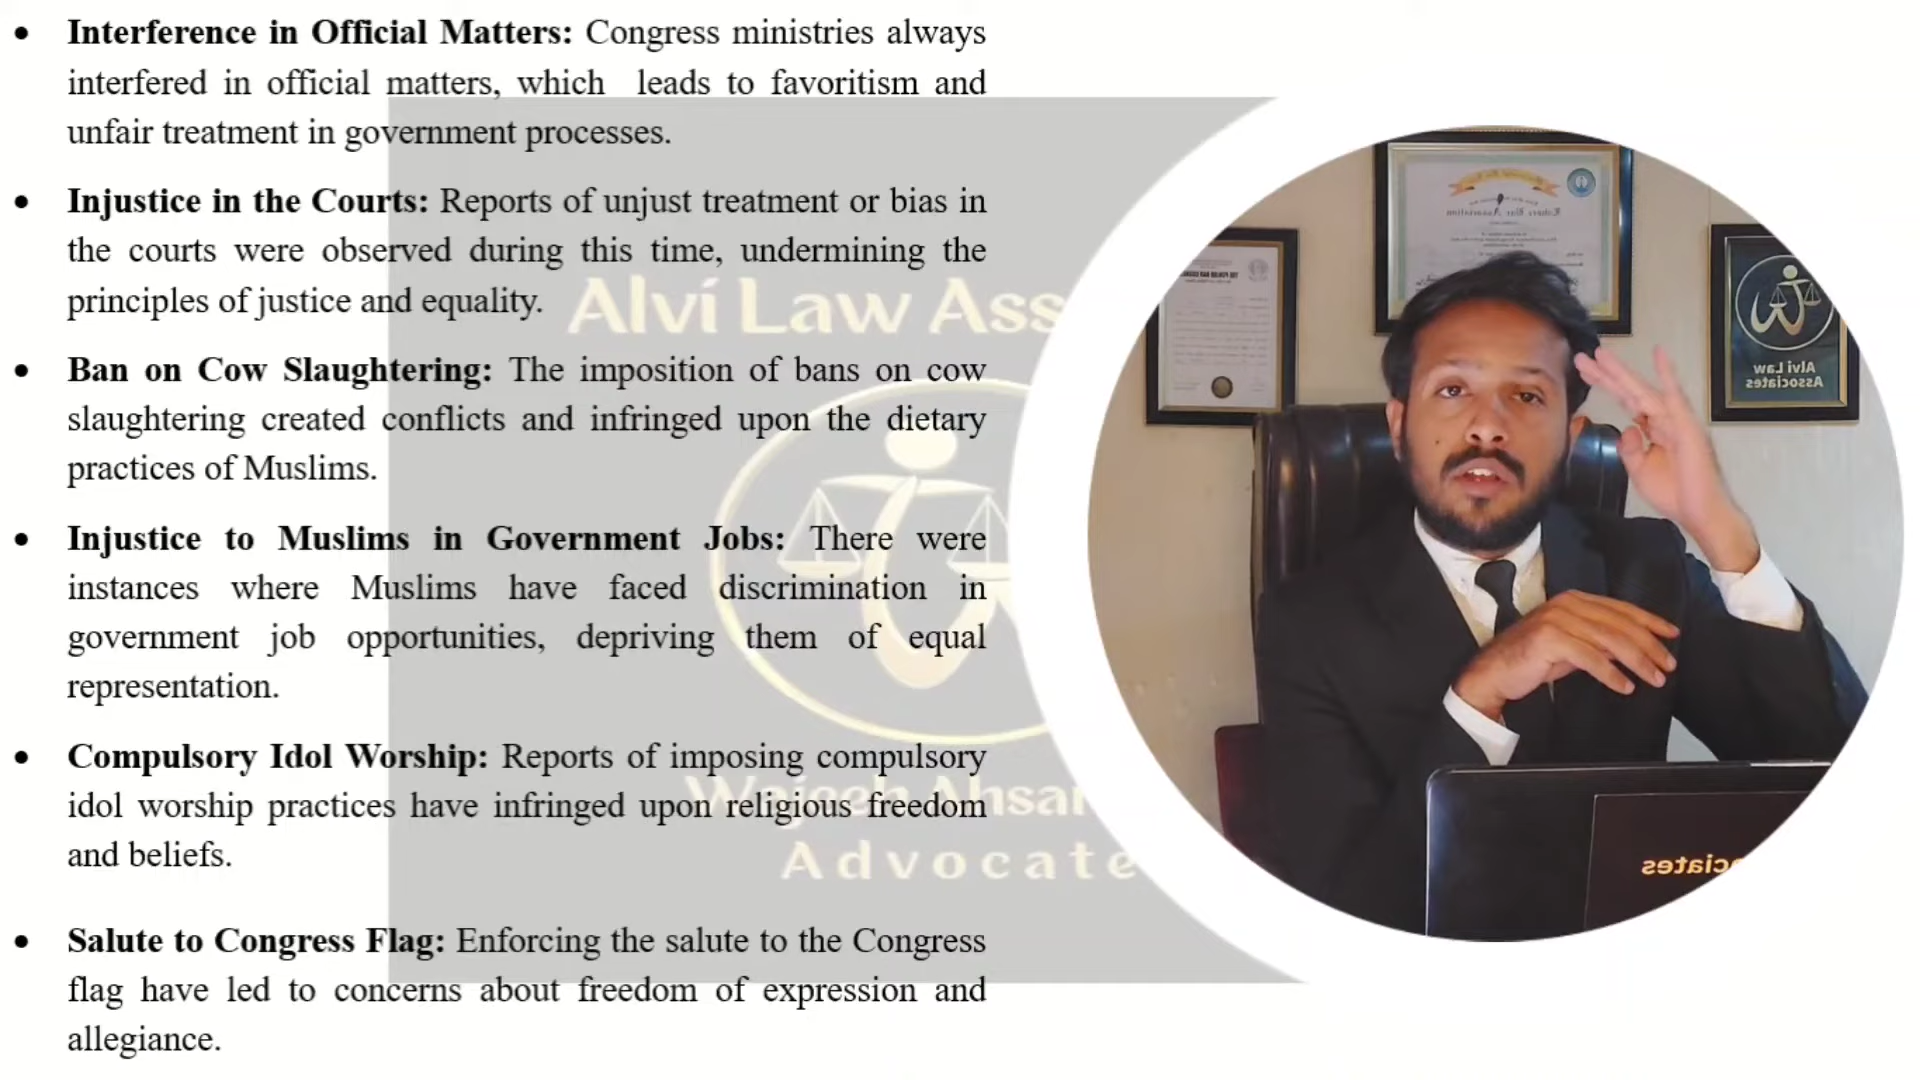 • Interference in Official Matters: Congress ministries always
interfered in official matters, which leads to favoritism and
unfair treatment in government processes.
• Injustice in the Courts: Reports of unjust treatment or bias in
the courts were observed during this time, undermining the
principles of justice and equality.
• Ban on Cow Slaughtering: The imposition of bans on cow
slaughtering created conflicts and infringed upon the dietary
practices of Muslims.
• Injustice to Muslims in Government Jobs: There were
instances where Muslims have faced discrimination in
government job opportunities, depriving them of equal
representation.
• Compulsory Idol Worship: Reports of imposing compulsory
idol worship practices have infringed upon religious freedom
and beliefs.
• Salute to Congress Flag: Enforcing the salute to the Congress
flag have led to concerns about freedom of expression and
allegiance.
Alvi Law Ass
Wajeeh Ahsan
Advocate
Lahore Bar Association
Alvi Law
Associates
ociates